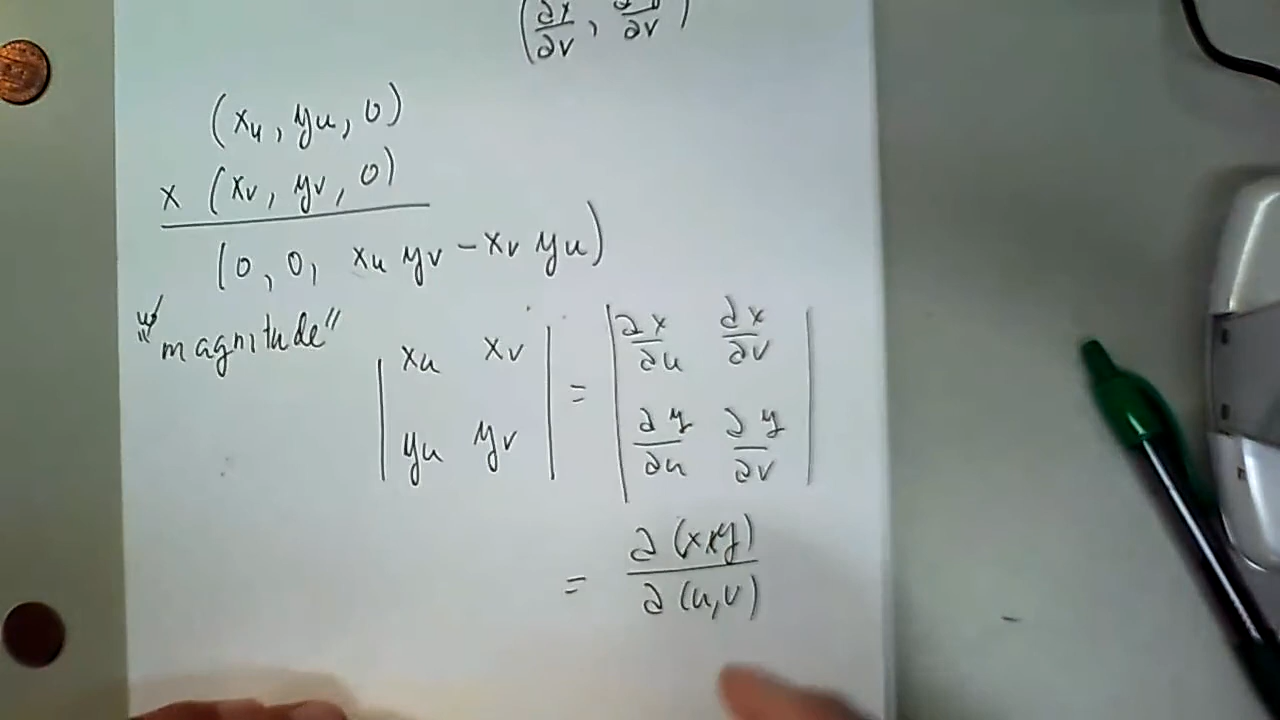 (∂x/∂v, ∂y/∂v)
(xu, yu, 0)
x (xv, yv, 0)
(0, 0, xu yv - xv yu)
w/ "magnitude"
| xu xv | = | ∂x/∂u ∂x/∂v |
| yu yv | | ∂y/∂u ∂y/∂v |
= ∂(x,y)/∂(u,v)